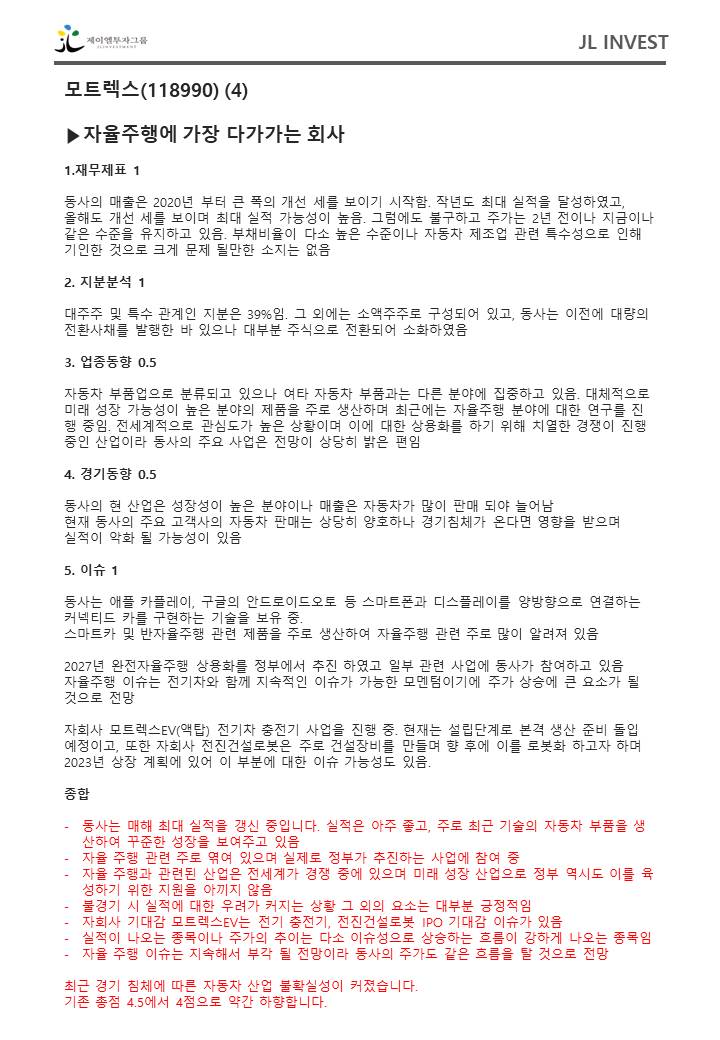 제이엘투자그룹
JLINVESTMENT
JL INVEST
모트렉스(118990) (4)
▶자율주행에 가장 다가가는 회사
1.재무제표 1
동사의 매출은 2020년 부터 큰 폭의 개선 세를 보이기 시작함. 작년도 최대 실적을 달성하였고,
올해도 개선 세를 보이며 최대 실적 가능성이 높음. 그럼에도 불구하고 주가는 2년 전이나 지금이나
같은 수준을 유지하고 있음. 부채비율이 다소 높은 수준이나 자동차 제조업 관련 특수성으로 인해
기인한 것으로 크게 문제 될만한 소지는 없음
2. 지분분석 1
대주주 및 특수 관계인 지분은 39%임. 그 외에는 소액주주로 구성되어 있고, 동사는 이전에 대량의
전환사채를 발행한 바 있으나 대부분 주식으로 전환되어 소화하였음
3. 업종동향 0.5
자동차 부품업으로 분류되고 있으나 여타 자동차 부품과는 다른 분야에 집중하고 있음. 대체적으로
미래 성장 가능성이 높은 분야의 제품을 주로 생산하며 최근에는 자율주행 분야에 대한 연구를 진
행 중임. 전세계적으로 관심도가 높은 상황이며 이에 대한 상용화를 하기 위해 치열한 경쟁이 진행
중인 산업이라 동사의 주요 사업은 전망이 상당히 밝은 편임
4. 경기동향 0.5
동사의 현 산업은 성장성이 높은 분야이나 매출은 자동차가 많이 판매 되야 늘어남
현재 동사의 주요 고객사의 자동차 판매는 상당히 양호하나 경기침체가 온다면 영향을 받으며
실적이 악화 될 가능성이 있음
5. 이슈 1
동사는 애플 카플레이, 구글의 안드로이드오토 등 스마트폰과 디스플레이를 양방향으로 연결하는
커넥티드 카를 구현하는 기술을 보유 중.
스마트카 및 반자율주행 관련 제품을 주로 생산하여 자율주행 관련 주로 많이 알려져 있음
2027년 완전자율주행 상용화를 정부에서 추진 하였고 일부 관련 사업에 동사가 참여하고 있음
자율주행 이슈는 전기차와 함께 지속적인 이슈가 가능한 모멘텀이기에 주가 상승에 큰 요소가 될
것으로 전망
자회사 모트렉스EV(액탑) 전기차 충전기 사업을 진행 중. 현재는 설립단계로 본격 생산 준비 돌입
예정이고, 또한 자회사 전진건설로봇은 주로 건설장비를 만들며 향 후에 이를 로봇화 하고자 하며
2023년 상장 계획에 있어 이 부분에 대한 이슈 가능성도 있음.
종합
- 동사는 매해 최대 실적을 갱신 중입니다. 실적은 아주 좋고, 주로 최근 기술의 자동차 부품을 생
산하여 꾸준한 성장을 보여주고 있음
- 자율 주행 관련 주로 엮여 있으며 실제로 정부가 추진하는 사업에 참여 중
- 자율 주행과 관련된 산업은 전세계가 경쟁 중에 있으며 미래 성장 산업으로 정부 역시도 이를 육
성하기 위한 지원을 아끼지 않음
- 불경기 시 실적에 대한 우려가 커지는 상황 그 외의 요소는 대부분 긍정적임
- 자회사 기대감 모트렉스EV는 전기 충전기, 전진건설로봇 IPO 기대감 이슈가 있음
- 실적이 나오는 종목이나 주가의 추이는 다소 이슈성으로 상승하는 흐름이 강하게 나오는 종목임
- 자율 주행 이슈는 지속해서 부각 될 전망이라 동사의 주가도 같은 흐름을 탈 것으로 전망
최근 경기 침체에 따른 자동차 산업 불확실성이 커졌습니다.
기존 총점 4.5에서 4점으로 약간 하향합니다.